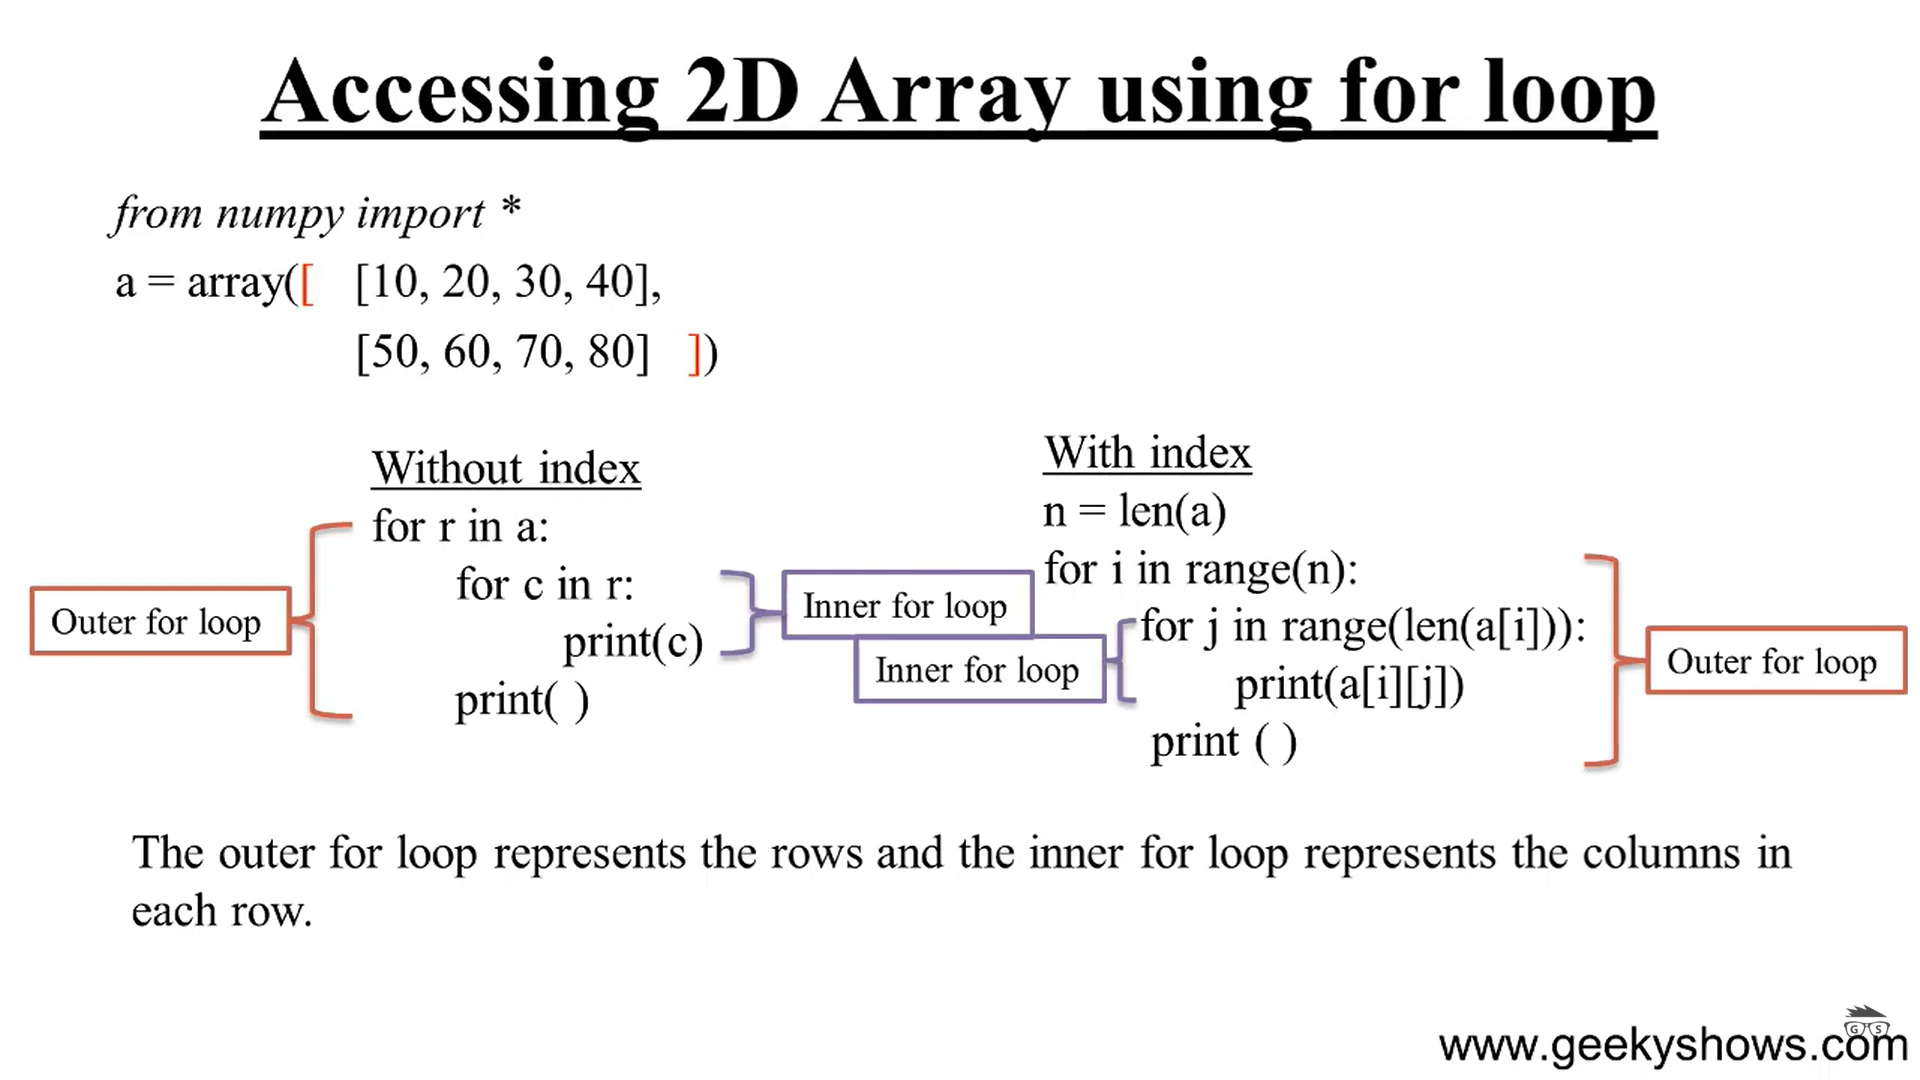 Accessing 2D Array using for loop
from numpy import *
a = array([ [10, 20, 30, 40],
[50, 60, 70, 80] ])
Without index
for r in a:
for c in r:
print(c)
print( )
Outer for loop
Inner for loop
With index
n = len(a)
for i in range(n):
for j in range(len(a[i])):
print(a[i][j])
print ( )
Inner for loop
Outer for loop
The outer for loop represents the rows and the inner for loop represents the columns in
each row.
GS
www.geekyshows.com